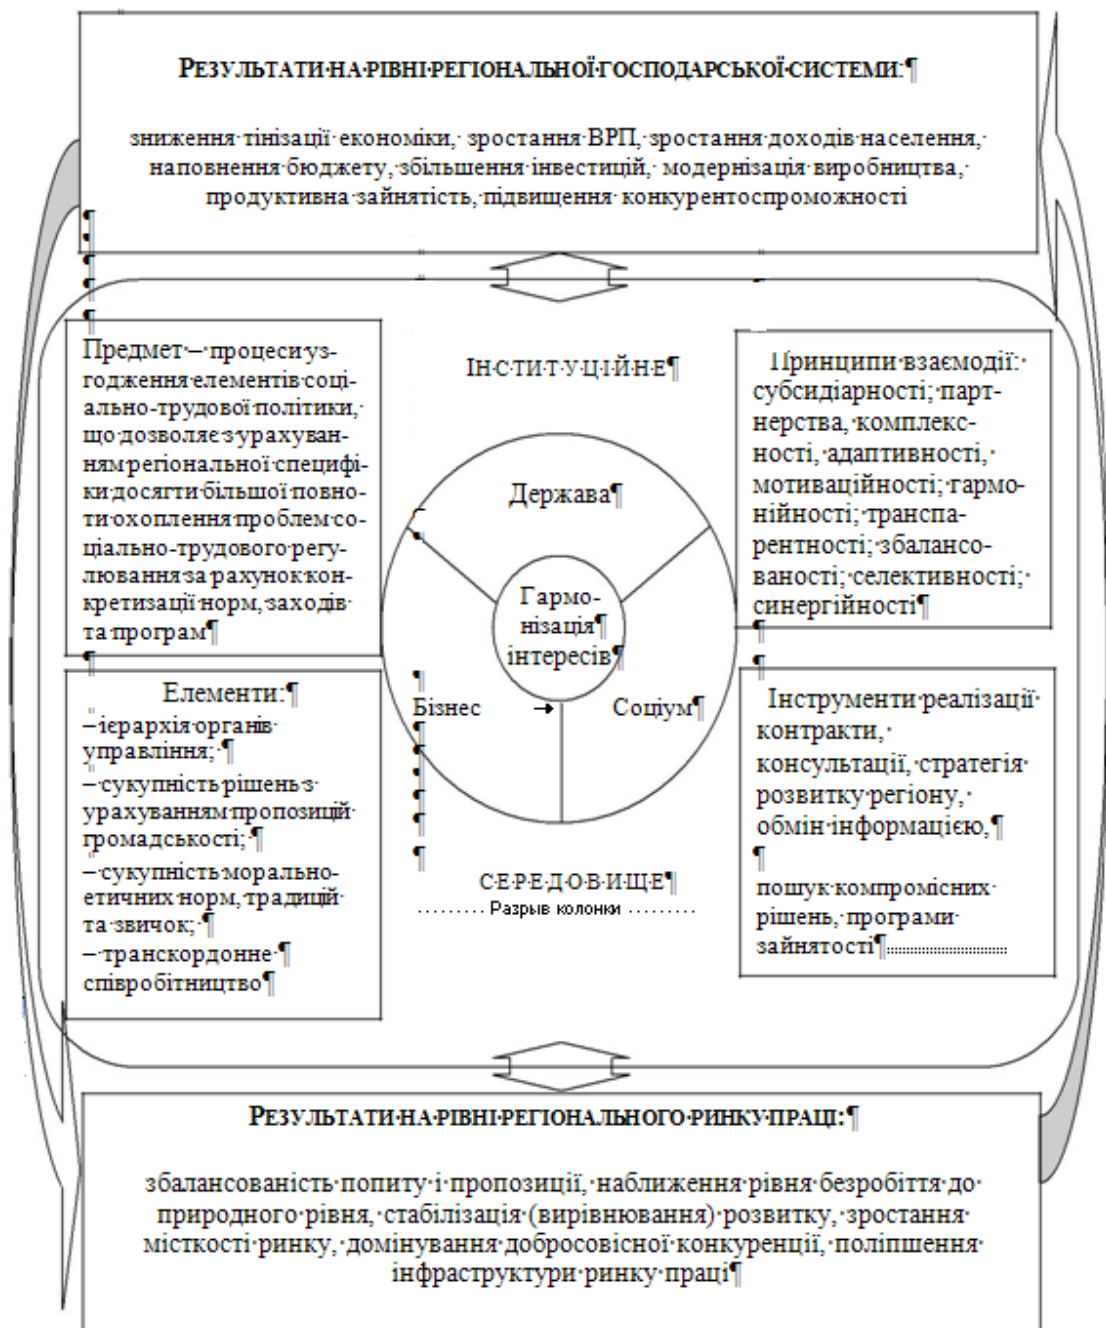 РЕЗУЛЬТАТИ НА РІВНІ РЕГІОНАЛЬНОЇ ГОСПОДАРСЬКОЇ СИСТЕМИ:¶
зниження тінізації економіки, зростання ВРП, зростання доходів населення,
наповнення бюджету, збільшення інвестицій, модернізація виробництва,
продуктивна зайнятість, підвищення конкурентоспроможності
Предмет – процеси уз-
годження елементів соці-
ально-трудової політики,
що дозволяє з урахуван-
ням регіональної специфі-
ки досягти більшої повно-
ти охоплення проблем со-
ціально-трудового регу-
лювання за рахунок кон-
кретизації норм, заходів
та програм¶
Елементи:¶
– ієрархія органів
управління; ¶
– сукупність рішень з
урахуванням пропозицій
громадськості; ¶
– сукупність морально-
етичних норм, традицій
та звичок; ¶
– транскордонне ¶
співробітництво¶
ІНСТИТУЦІЙНЕ¶
Держава¶
Гармо-
нізація¶
інтересів¶
Бізнес → Соціум¶
СЕРЕДОВИЩЕ¶
Разрыв колонки
Принципи взаємодії:
субсидіарності; парт-
нерства, комплекс-
ності, адаптивності,
мотиваційності; гармо-
нійності; транспа-
рентності; збалансо-
ваності; селективності;
синергійності¶
Інструменти реалізації
контракти,
консультації, стратегія
розвитку регіону,
обмін інформацією,¶
¶
пошук компромісних
рішень, програми
зайнятості¶
РЕЗУЛЬТАТИ НА РІВНІ РЕГІОНАЛЬНОГО РИНКУ ПРАЦІ:¶
збалансованість попиту і пропозиції, наближення рівня безробіття до
природного рівня, стабілізація (вирівнювання) розвитку, зростання
місткості ринку, домінування добросовісної конкуренції, поліпшення
інфраструктури ринку праці¶